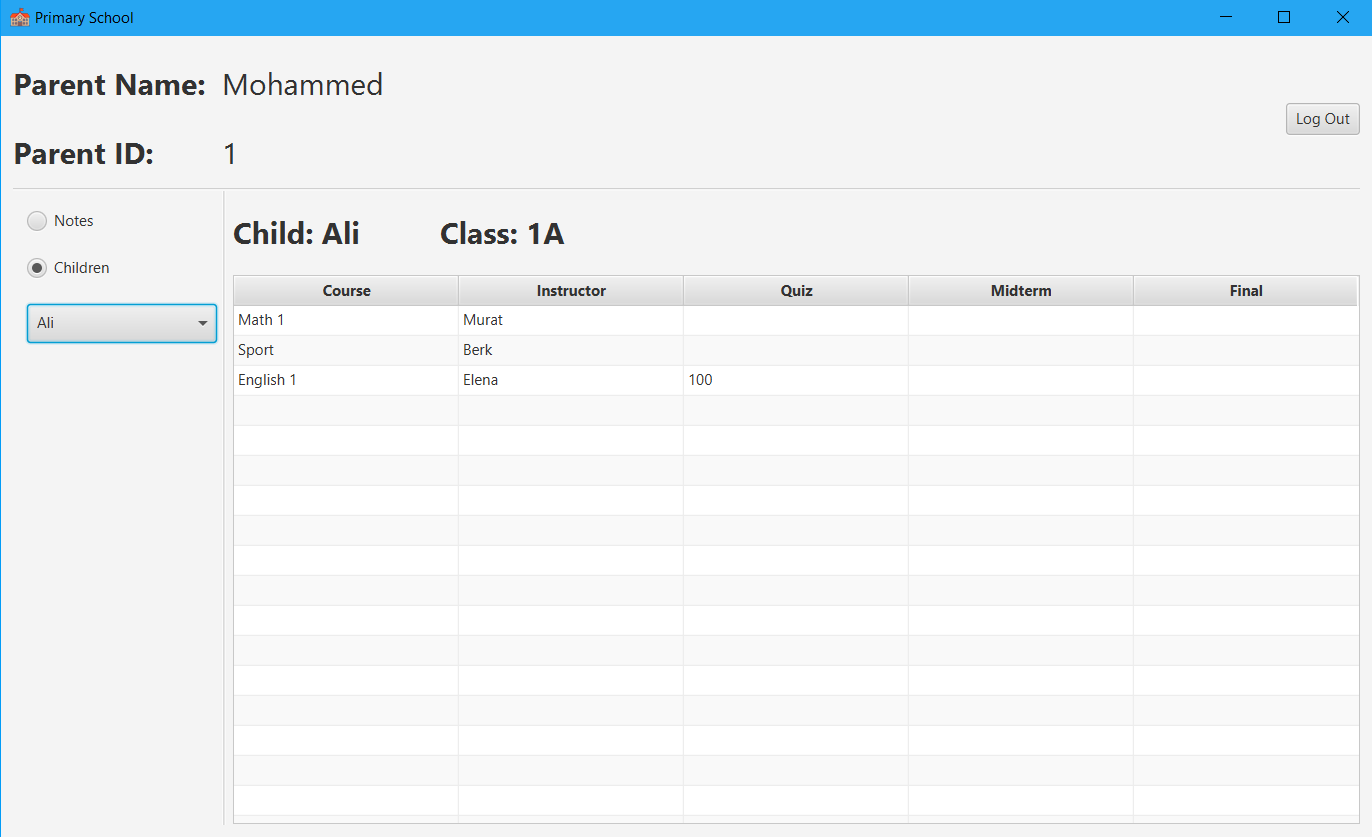 Primary School
Parent Name: Mohammed
Log Out
Parent ID: 1
Notes
Children
Ali
Child: Ali Class: 1A
Course Instructor Quiz Midterm Final
Math 1 Murat
Sport Berk
English 1 Elena 100